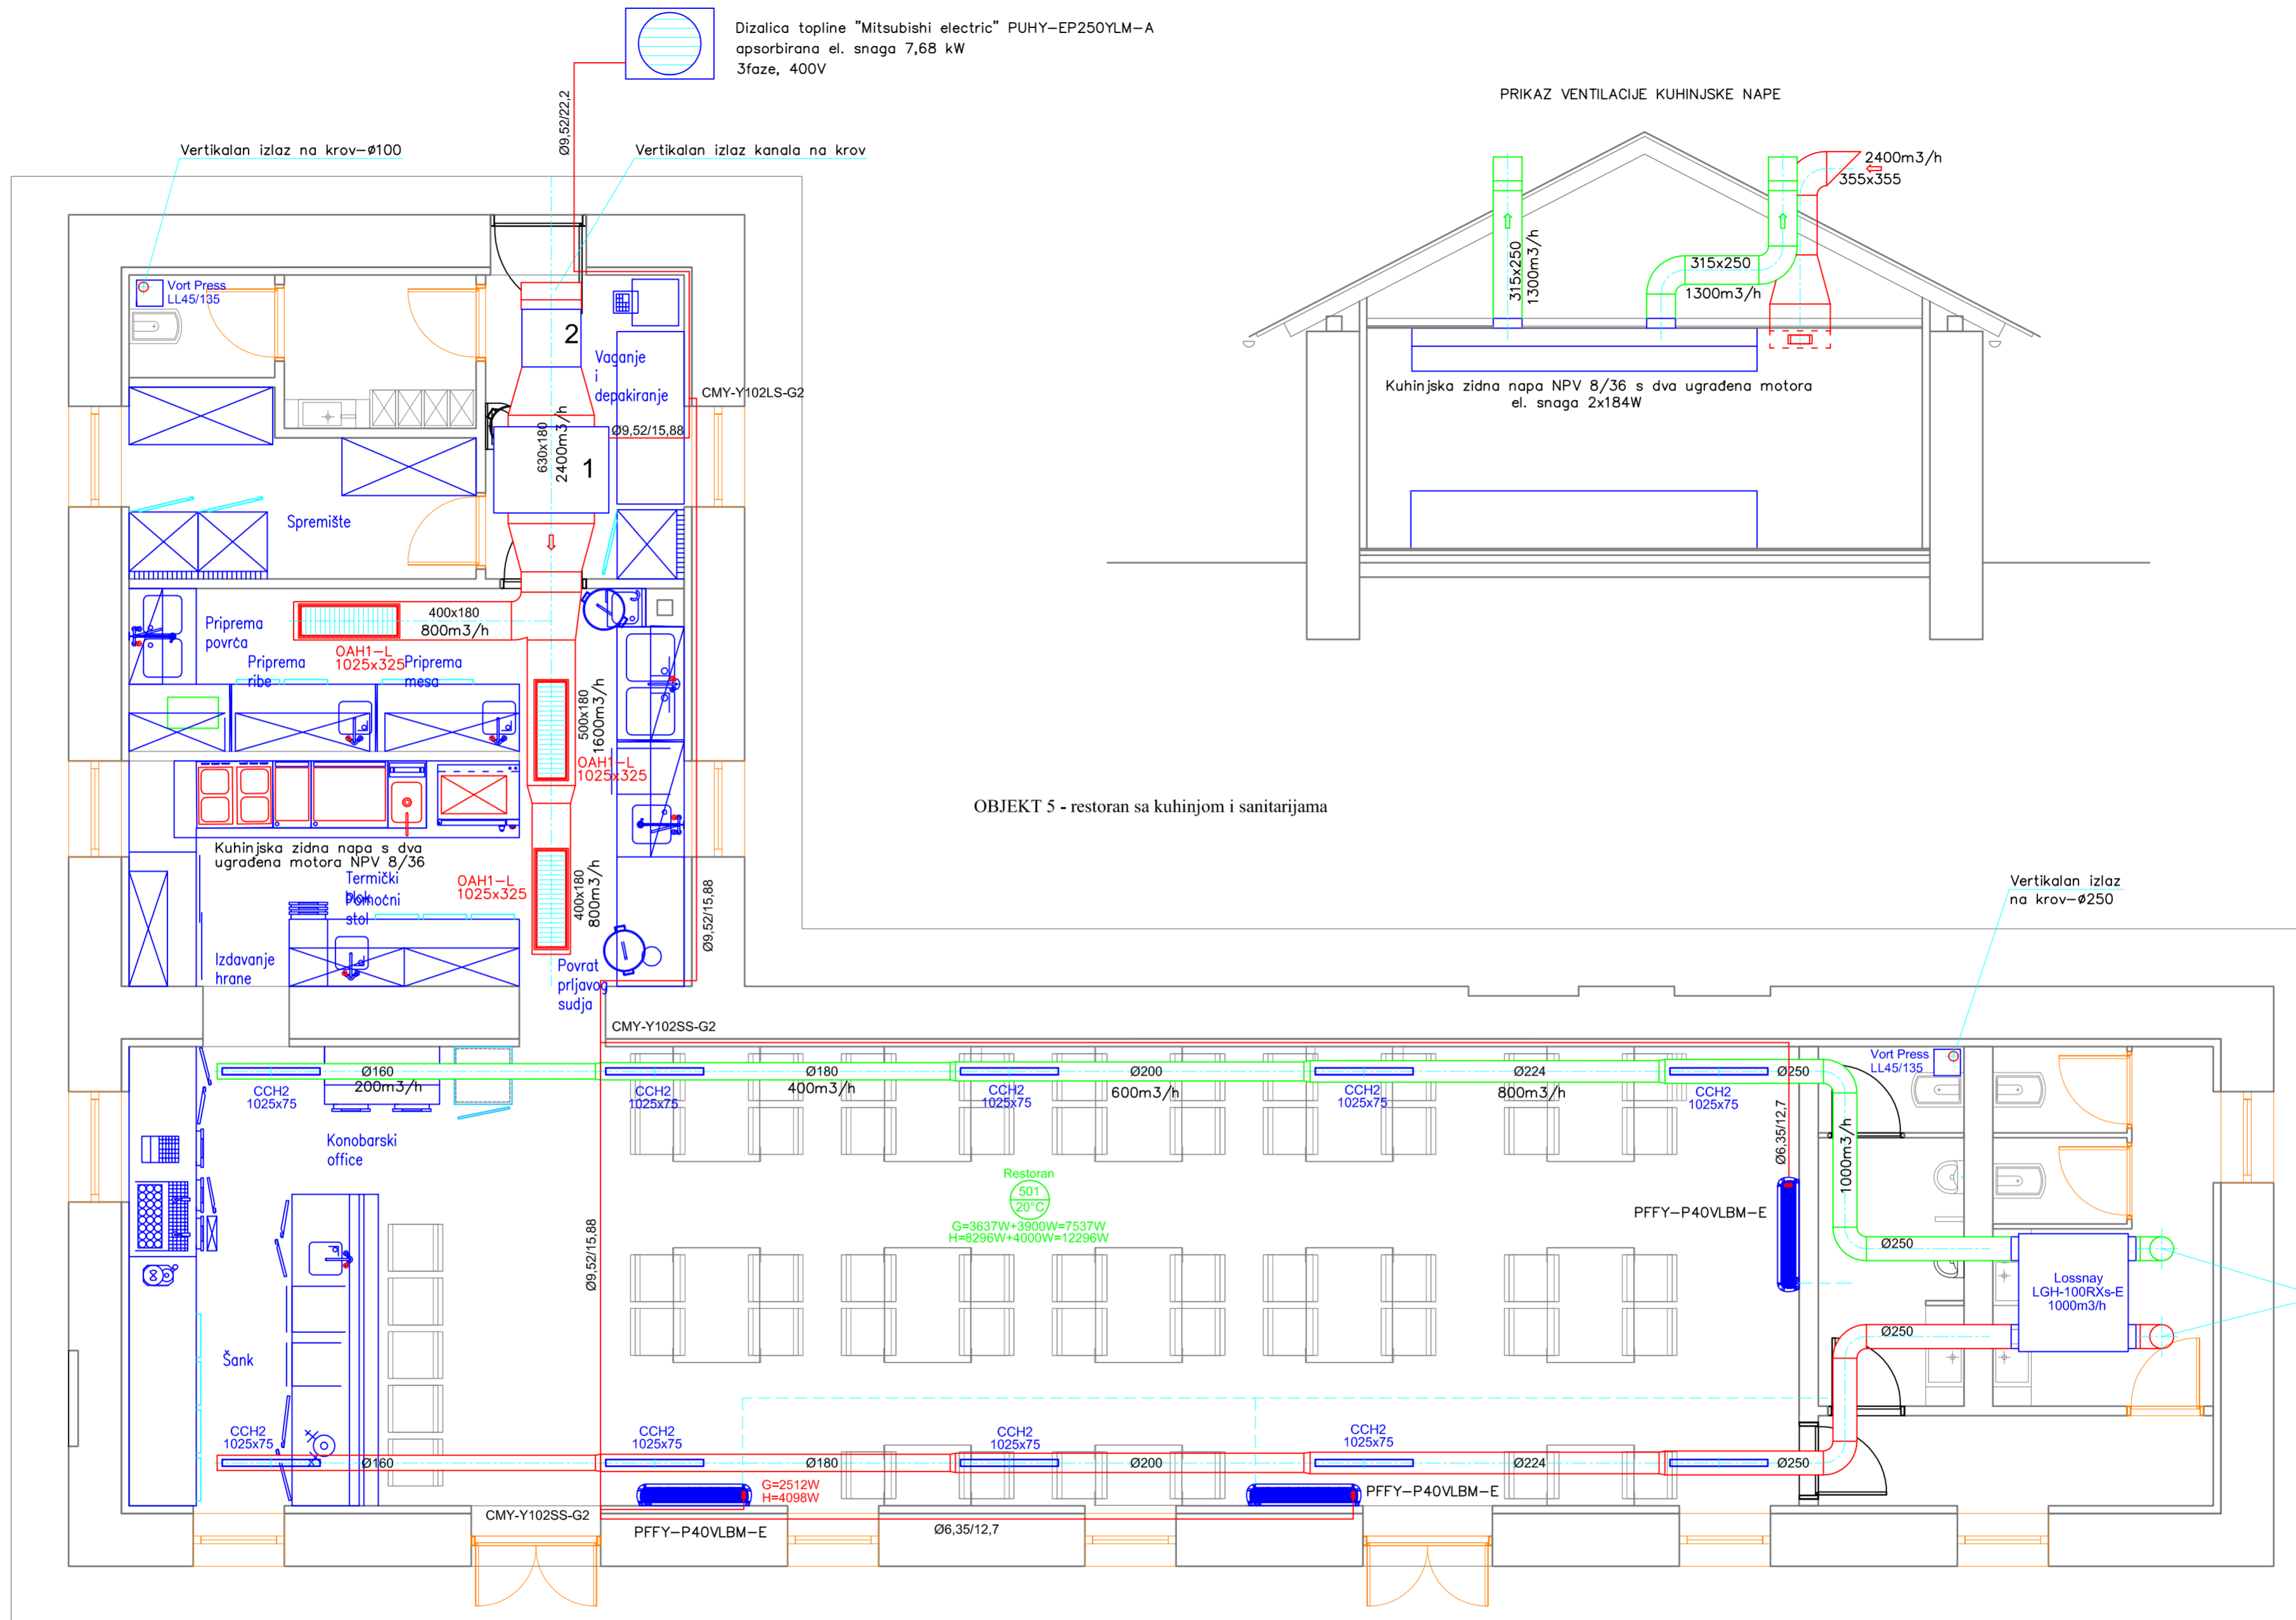 Dizalica topline "Mitsubishi electric" PUHY-EP250YLM-A
apsorbirana el. snaga 7,68 kW
3faze, 400V
Ø9,52/22,2
Vertikalan izlaz na krov-ø100
Vertikalan izlaz kanala na krov
PRIKAZ VENTILACIJE KUHINJSKE NAPE
2400m3/h
355x355
315x250
1300m3/h
315x250
1300m3/h
Kuhinjska zidna napa NPV 8/36 s dva ugrađena motora
el. snaga 2x184W
Vort Press
LL45/135
2
Vaganje
i
depakiranje
CMY-Y102LS-G2
Ø9,52/15,88
630x180
2400m3/h
1
Spremište
Priprema
povrća
400x180
800m3/h
OAH1-L
1025x325
Priprema
ribe
Priprema
mesa
500x180
1600m3/h
OAH1-L
1025x325
OBJEKT 5 - restoran sa kuhinjom i sanitarijama
Kuhinjska zidna napa s dva
ugrađena motora NPV 8/36
Termički
blok
Pomoćni
stol
OAH1-L
1025x325
400x180
800m3/h
Ø9,52/15,88
Izdavanje
hrane
Povrat
prljavog
sudja
Vertikalan izlaz
na krov-ø250
CMY-Y102SS-G2
Ø160
200m3/h
CCH2
1025x75
CCH2
1025x75
Ø180
400m3/h
CCH2
1025x75
Ø200
600m3/h
CCH2
1025x75
Ø224
800m3/h
CCH2
1025x75
Ø250
Vort Press
LL45/135
Konobarski
office
Ø6,35/12,7
1000m3/h
Restoran
501
20°C
G=3637W+3900W=7537W
H=8296W+4000W=12296W
PFFY-P40VLBM-E
Ø9,52/15,88
Ø250
Lossnay
LGH-100RXs-E
1000m3/h
Ø250
Šank
CCH2
1025x75
CCH2
1025x75
CCH2
1025x75
CCH2
1025x75
Ø160
Ø180
Ø200
Ø224
Ø250
G=2512W
H=4098W
CMY-Y102SS-G2
PFFY-P40VLBM-E
Ø6,35/12,7
PFFY-P40VLBM-E